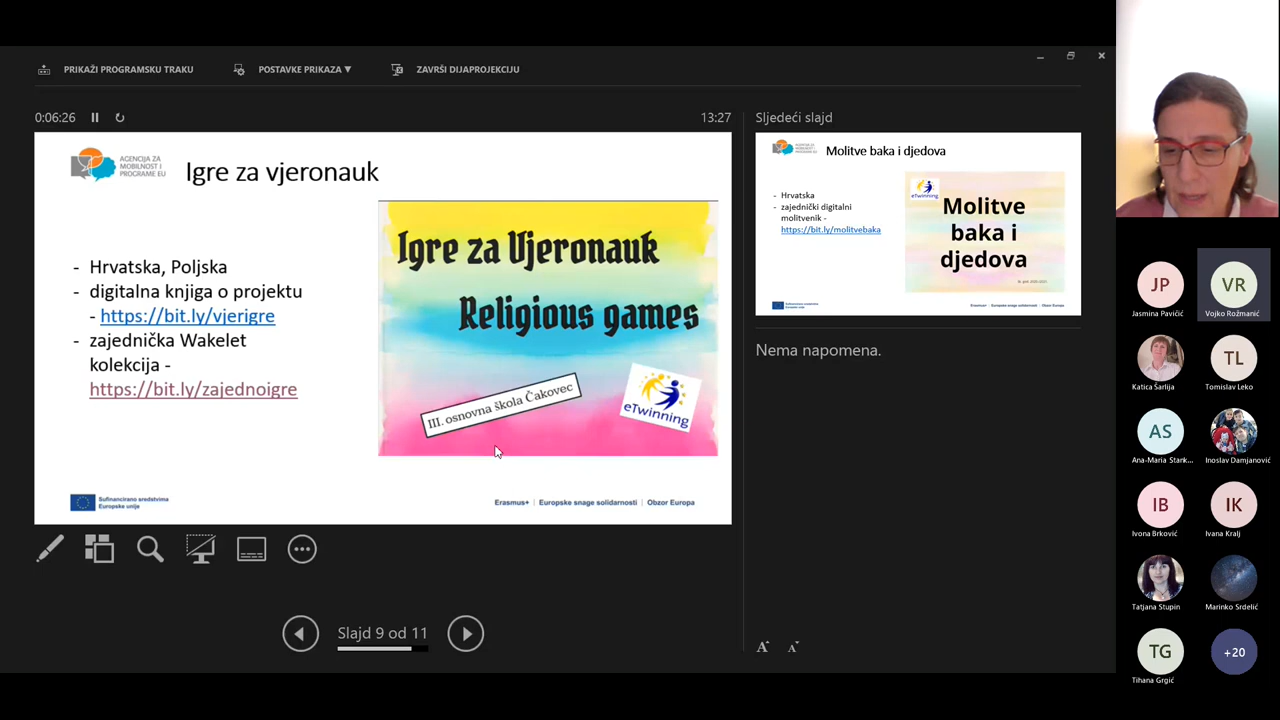 PRIKAŽI PROGRAMSKU TRAKU
POSTAVKE PRIKAZA ▼
ZAVRŠI DIJAPROJEKCIJU
0:06:26
13:27
AGENCIJA ZA
MOBILNOST I
PROGRAME EU
Igre za vjeronauk
- Hrvatska, Poljska
- digitalna knjiga o projektu
- https://bit.ly/vjerigre
- zajednička Wakelet
kolekcija -
https://bit.ly/zajednoigre
Igre za Vjeronauk
Religious games
III. osnovna škola Čakovec
eTwinning
Sufinancirano sredstvima
Europske unije
Erasmus+ | Europske snage solidarnosti | Obzor Europa
Slajd 9 od 11
Sljedeći slajd
Molitve baka i djedova
- Hrvatska
- zajednički digitalni
molitvenik -
https://bit.ly/molitvebaka
eTwinning
Molitve
baka i
djedova
Nema napomena.
A
A
JP
Jasmina Pavičić
VR
Vojko Rožmanić
Katica Šarlija
TL
Tomislav Leko
AS
Ana-Maria Stank...
Inoslav Damjanović
IB
Ivona Brković
IK
Ivana Kralj
Tatjana Stupin
Marinko Srdelić
TG
Tihana Grgić
+20